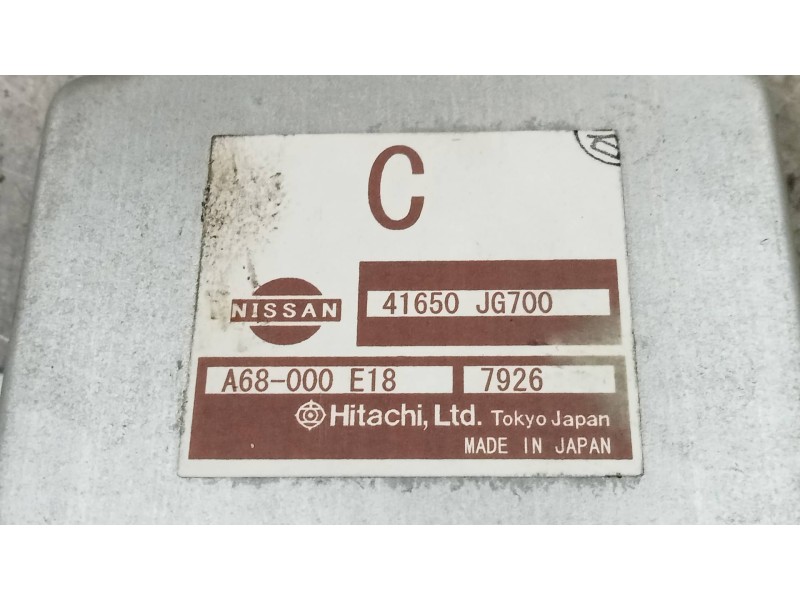 C
NISSAN
41650 JG700
A68-000 E18 7926
Hitachi, Ltd. Tokyo Japan
MADE IN JAPAN